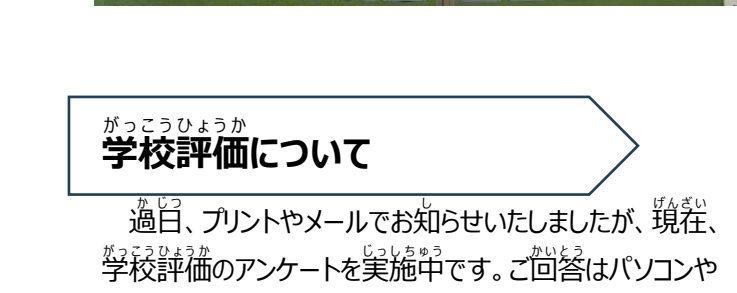 がっこうひょうか
学校評価について
かじつ し げんざい
過日、プリントやメールでお知らせいたしましたが、現在、
がっこうひょうか じっしちゅう かいとう
学校評価のアンケートを実施中です。ご回答はパソコンや